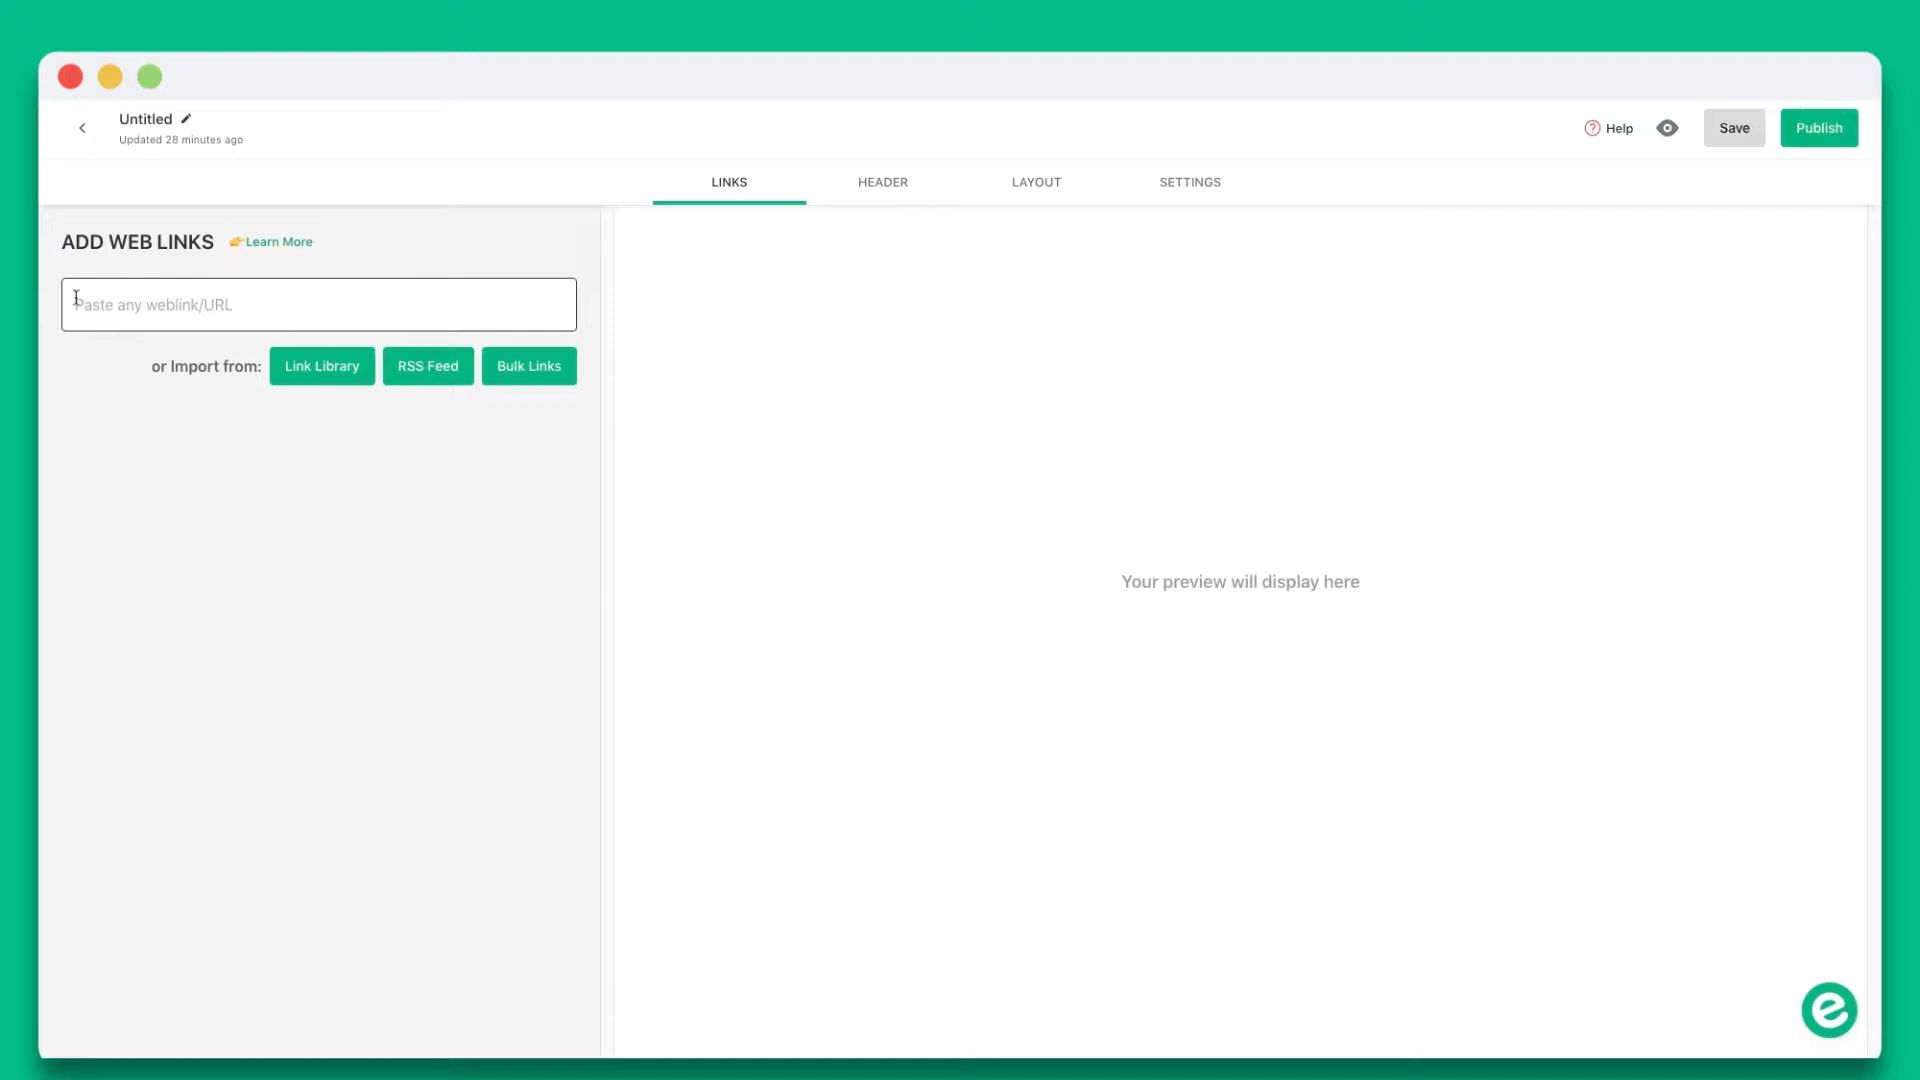 Untitled
Updated 28 minutes ago
Help
Save
Publish
LINKS
HEADER
LAYOUT
SETTINGS
ADD WEB LINKS
Learn More
Paste any weblink/URL
or Import from:
Link Library
RSS Feed
Bulk Links
Your preview will display here